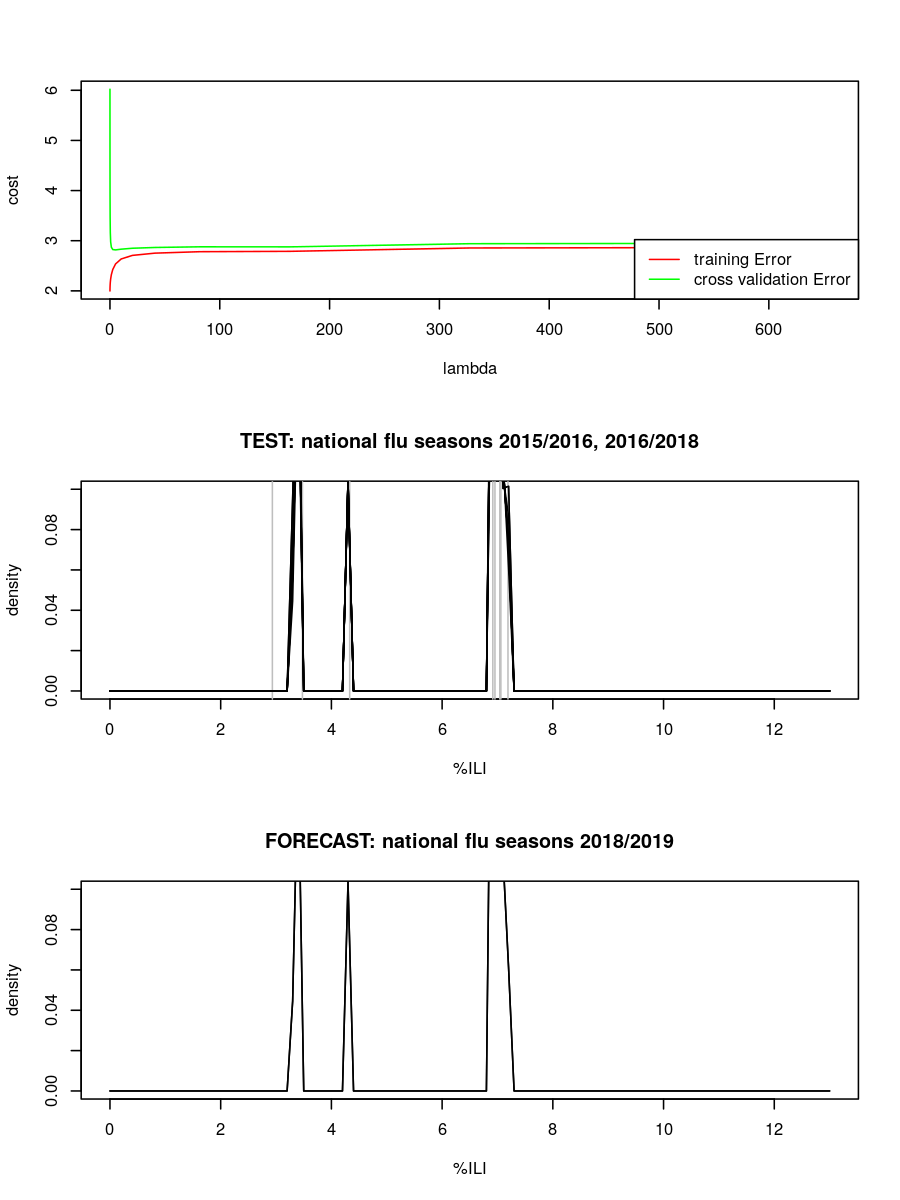 cost
6
5
4
3
2
training Error
cross validation Error
0 100 200 300 400 500 600
lambda
TEST: national flu seasons 2015/2016, 2016/2018
density
0.08
0.04
0.00
0 2 4 6 8 10 12
%ILI
FORECAST: national flu seasons 2018/2019
density
0.08
0.04
0.00
0 2 4 6 8 10 12
%ILI